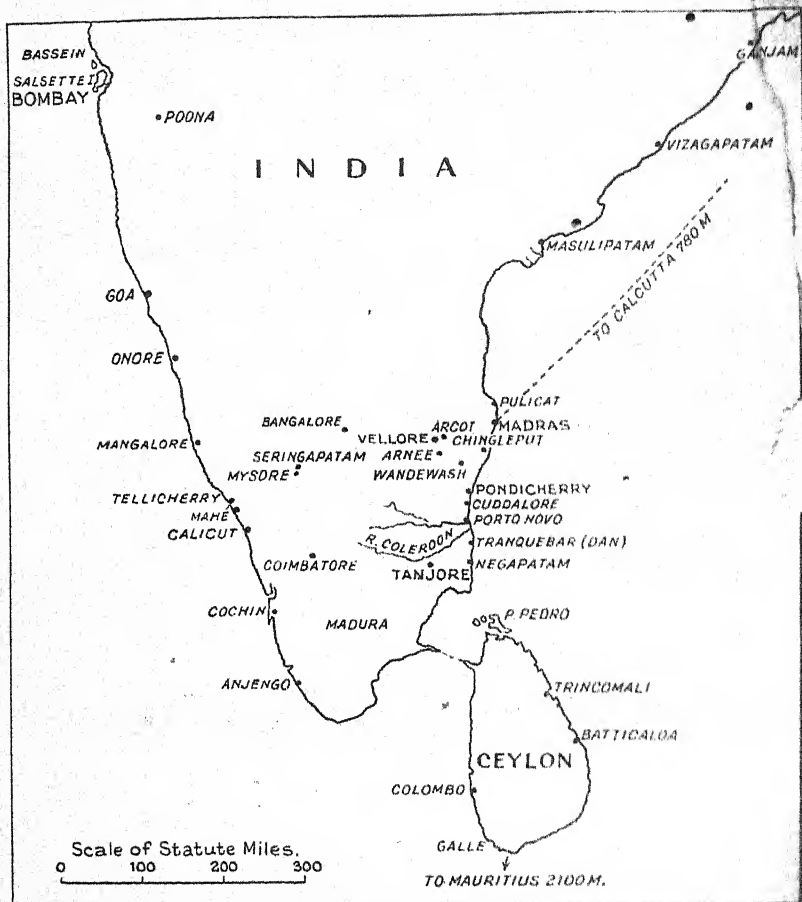 BASSEIN
SALSETTE I
BOMBAY
POONA
GANJAM
INDIA
VIZAGAPATAM
MASULIPATAM
TO CALCUTTA 780 M
GOA
ONORE
PULICAT
BANGALORE
ARCOT
MADRAS
VELLORE
CHINGLEPUT
MANGALORE
SERINGAPATAM
ARNEE
MYSORE
WANDEWASH
TELLICHERRY
PONDICHERRY
MAHÉ
CUDDALORE
CALICUT
PORTO NOVO
R. COLEROON
TRANQUEBAR (DAN)
COIMBATORE
TANJORE
NEGAPATAM
COCHIN
MADURA
P. PEDRO
ANJENGO
TRINCOMALI
BATTICALOA
CEYLON
COLOMBO
GALLE
Scale of Statute Miles.
0 100 200 300
TO MAURITIUS 2100 M.